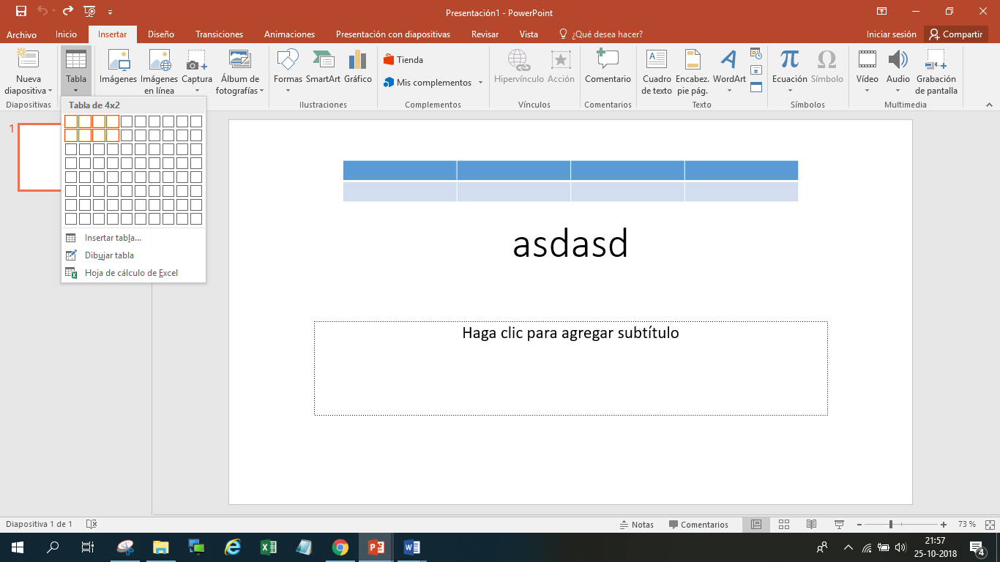 Presentación1 - PowerPoint
Archivo Inicio Insertar Diseño Transiciones Animaciones Presentación con diapositivas Revisar Vista ¿Qué desea hacer? Iniciar sesión Compartir
Nueva diapositiva
Tabla
Imágenes
Imágenes en línea
Captura
Álbum de fotografías
Formas
SmartArt
Gráfico
Tienda
Mis complementos
Hipervínculo
Acción
Comentario
Cuadro de texto
Encabez. pie pág.
WordArt
Ecuación
Símbolo
Vídeo
Audio
Grabación de pantalla
Diapositivas
Ilustraciones
Complementos
Vínculos
Comentarios
Texto
Símbolos
Multimedia
Tabla de 4x2
Insertar tabla...
Dibujar tabla
Hoja de cálculo de Excel
1
asdasd
Haga clic para agregar subtítulo
Diapositiva 1 de 1
Notas
Comentarios
73 %
21:57
25-10-2018
4